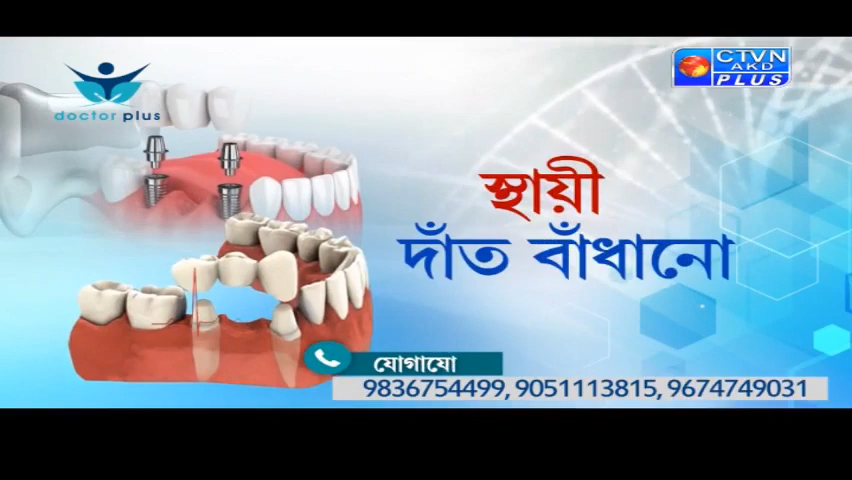 doctor plus
CTVN
AKD
PLUS
স্থায়ী
দাঁত বাঁধানো
যোগাযো
9836754499, 9051113815, 9674749031